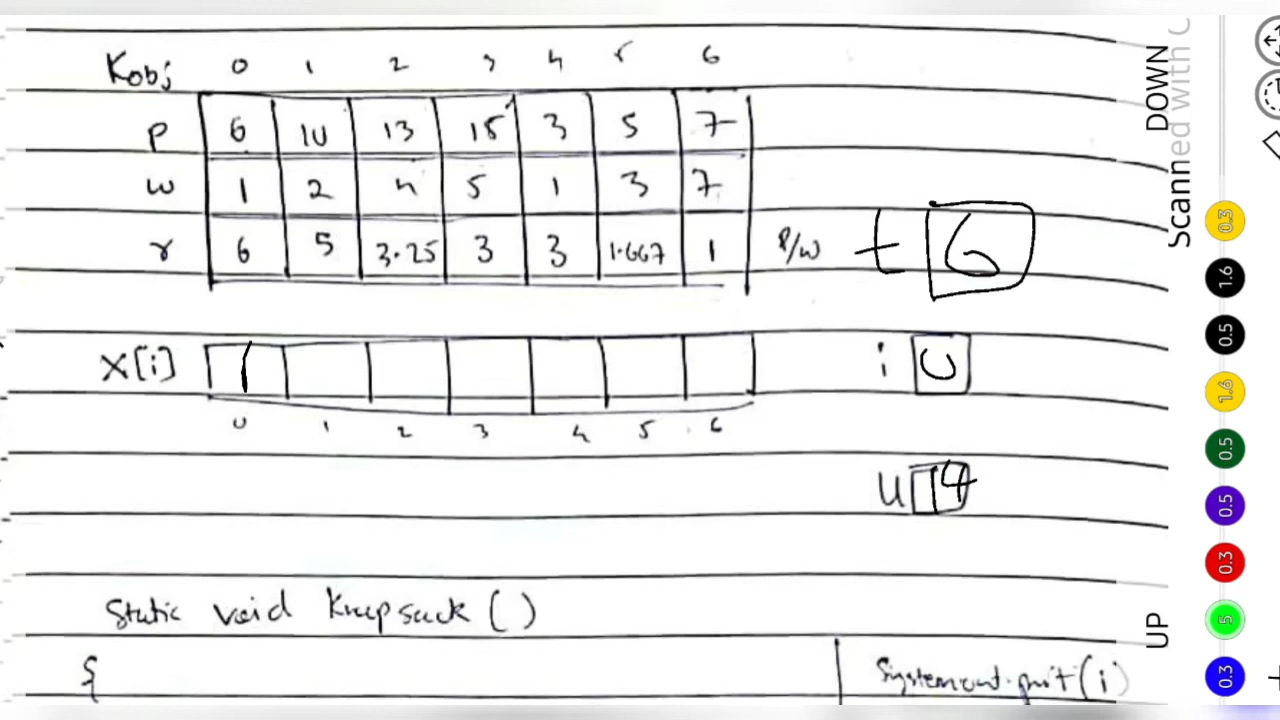 Kobj 0 1 2 3 4 5 6
P 6 10 13 15 3 5 7
w 1 2 4 5 1 3 7
r 6 5 3.25 3 3 1.667 1 P/w t 6
X[i] 1 i 0
0 1 2 3 4 5 6
U 14
Static void Knapsack ()
{ System.out.print(i)
DOWN
Scanned with C
0.3
1.6
0.5
1.6
0.5
0.5
0.3
5
UP
0.3